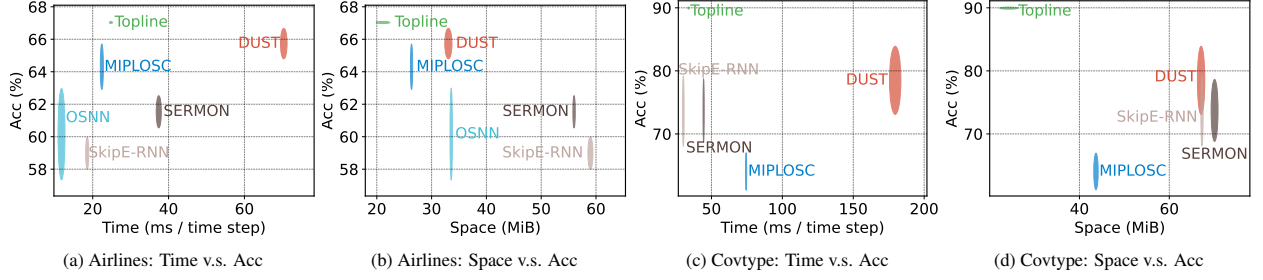 68
66
64
62
60
58
Acc (%)
Topline
DUST
MIPLOSC
SERMON
OSNN
SkipE-RNN
20
40
60
Time (ms / time step)
(a) Airlines: Time v.s. Acc
68
66
64
62
60
58
Acc (%)
Topline
DUST
MIPLOSC
SERMON
OSNN
SkipE-RNN
20
30
40
50
60
Space (MiB)
(b) Airlines: Space v.s. Acc
90
80
70
Acc (%)
Topline
SkipE-RNN
DUST
SERMON
MIPLOSC
50
100
150
200
Time (ms / time step)
(c) Covtype: Time v.s. Acc
90
80
70
Acc (%)
Topline
DUST
SkipE-RNN
SERMON
MIPLOSC
40
60
Space (MiB)
(d) Covtype: Space v.s. Acc